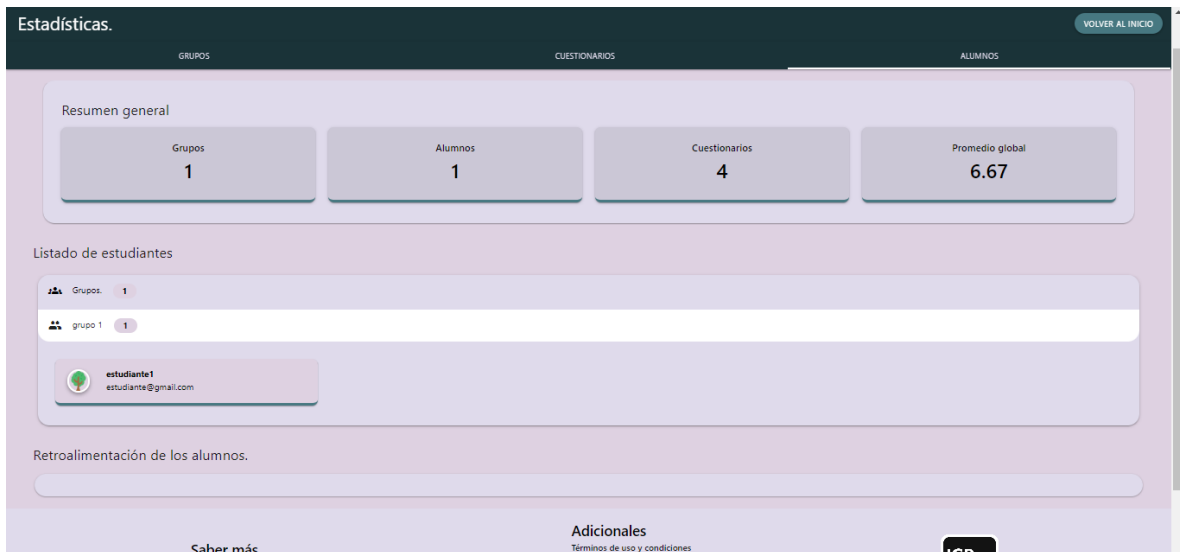 Estadísticas.
VOLVER AL INICIO
GRUPOS
CUESTIONARIOS
ALUMNOS
Resumen general
Grupos
1
Alumnos
1
Cuestionarios
4
Promedio global
6.67
Listado de estudiantes
Grupos. 1
grupo 1 1
estudiante1
estudiante@gmail.com
Retroalimentación de los alumnos.
Adicionales
Saber más
Términos de uso y condiciones